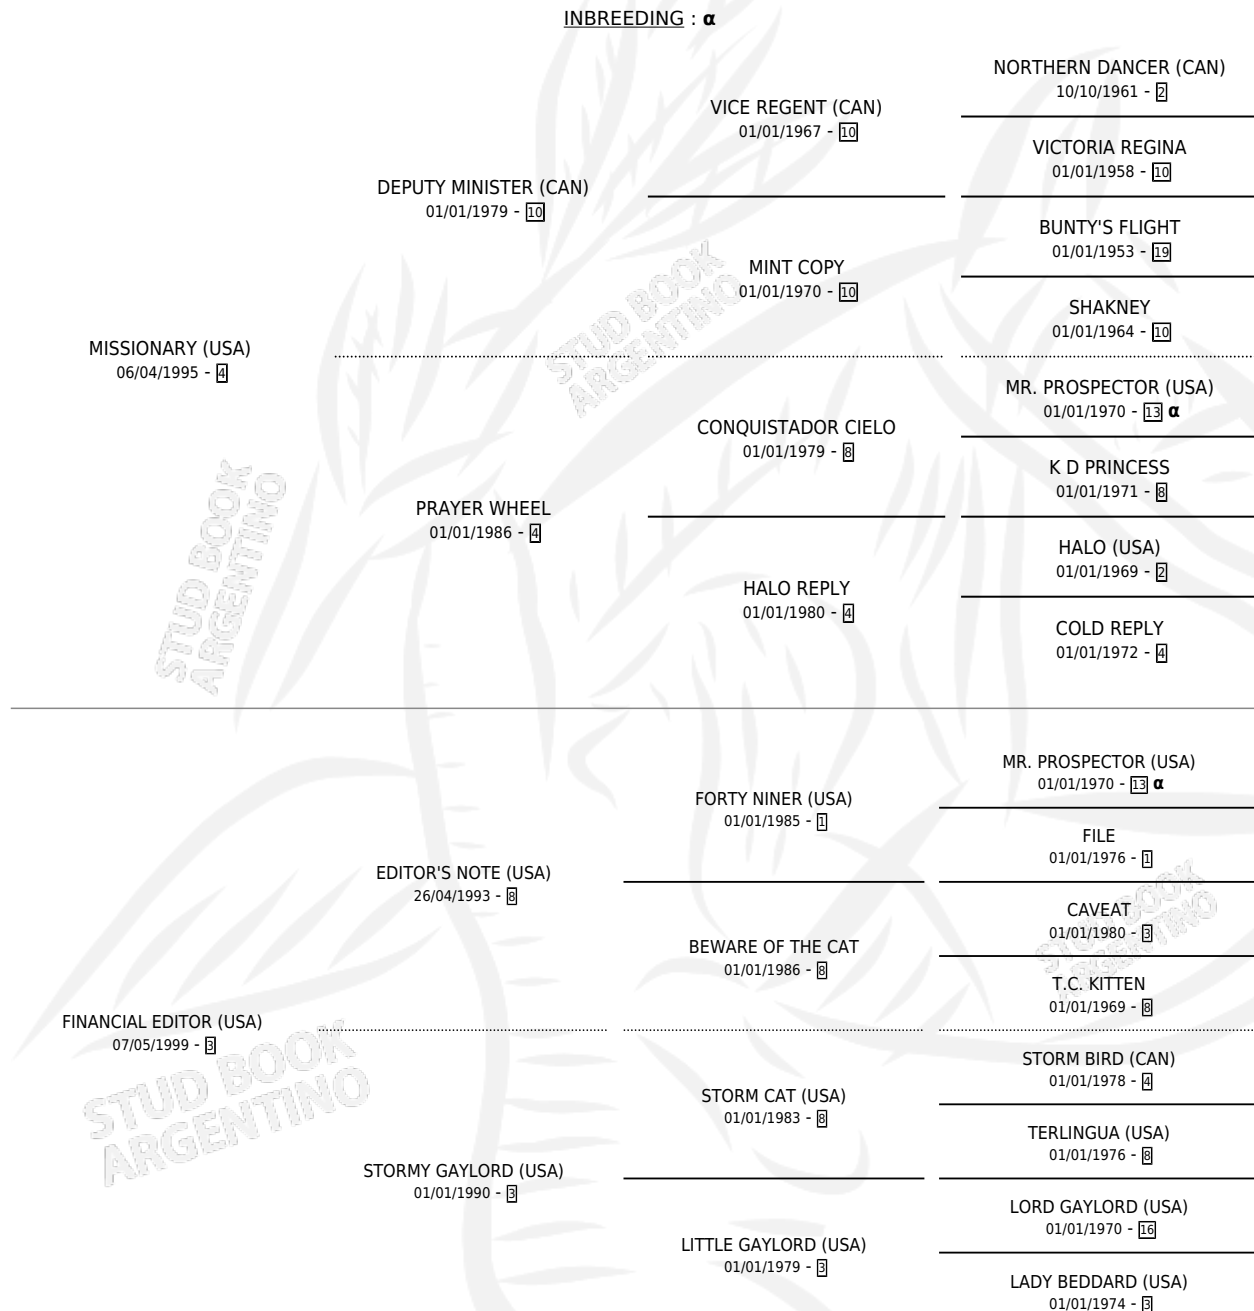 INBREEDING : α
NORTHERN DANCER (CAN)
10/10/1961 - 2
VICE REGENT (CAN)
01/01/1967 - 10
VICTORIA REGINA
01/01/1958 - 10
DEPUTY MINISTER (CAN)
01/01/1979 - 10
BUNTY'S FLIGHT
01/01/1953 - 19
MINT COPY
01/01/1970 - 10
SHAKNEY
01/01/1964 - 10
MISSIONARY (USA)
06/04/1995 - 4
MR. PROSPECTOR (USA)
01/01/1970 - 13 α
CONQUISTADOR CIELO
01/01/1979 - 8
K D PRINCESS
01/01/1971 - 8
PRAYER WHEEL
01/01/1986 - 4
HALO (USA)
01/01/1969 - 2
HALO REPLY
01/01/1980 - 4
COLD REPLY
01/01/1972 - 4
MR. PROSPECTOR (USA)
01/01/1970 - 13 α
FORTY NINER (USA)
01/01/1985 - 1
FILE
01/01/1976 - 1
EDITOR'S NOTE (USA)
26/04/1993 - 8
CAVEAT
01/01/1980 - 3
BEWARE OF THE CAT
01/01/1986 - 8
T.C. KITTEN
01/01/1969 - 8
FINANCIAL EDITOR (USA)
07/05/1999 - 3
STORM BIRD (CAN)
01/01/1978 - 4
STORM CAT (USA)
01/01/1983 - 8
TERLINGUA (USA)
01/01/1976 - 8
STORMY GAYLORD (USA)
01/01/1990 - 3
LORD GAYLORD (USA)
01/01/1970 - 16
LITTLE GAYLORD (USA)
01/01/1979 - 3
LADY BEDDARD (USA)
01/01/1974 - 3
STUD BOOK
ARGENTINO
STUD BOOK
ARGENTINO
STUD BOOK
ARGENTINO
STUD BOOK
ARGENTINO